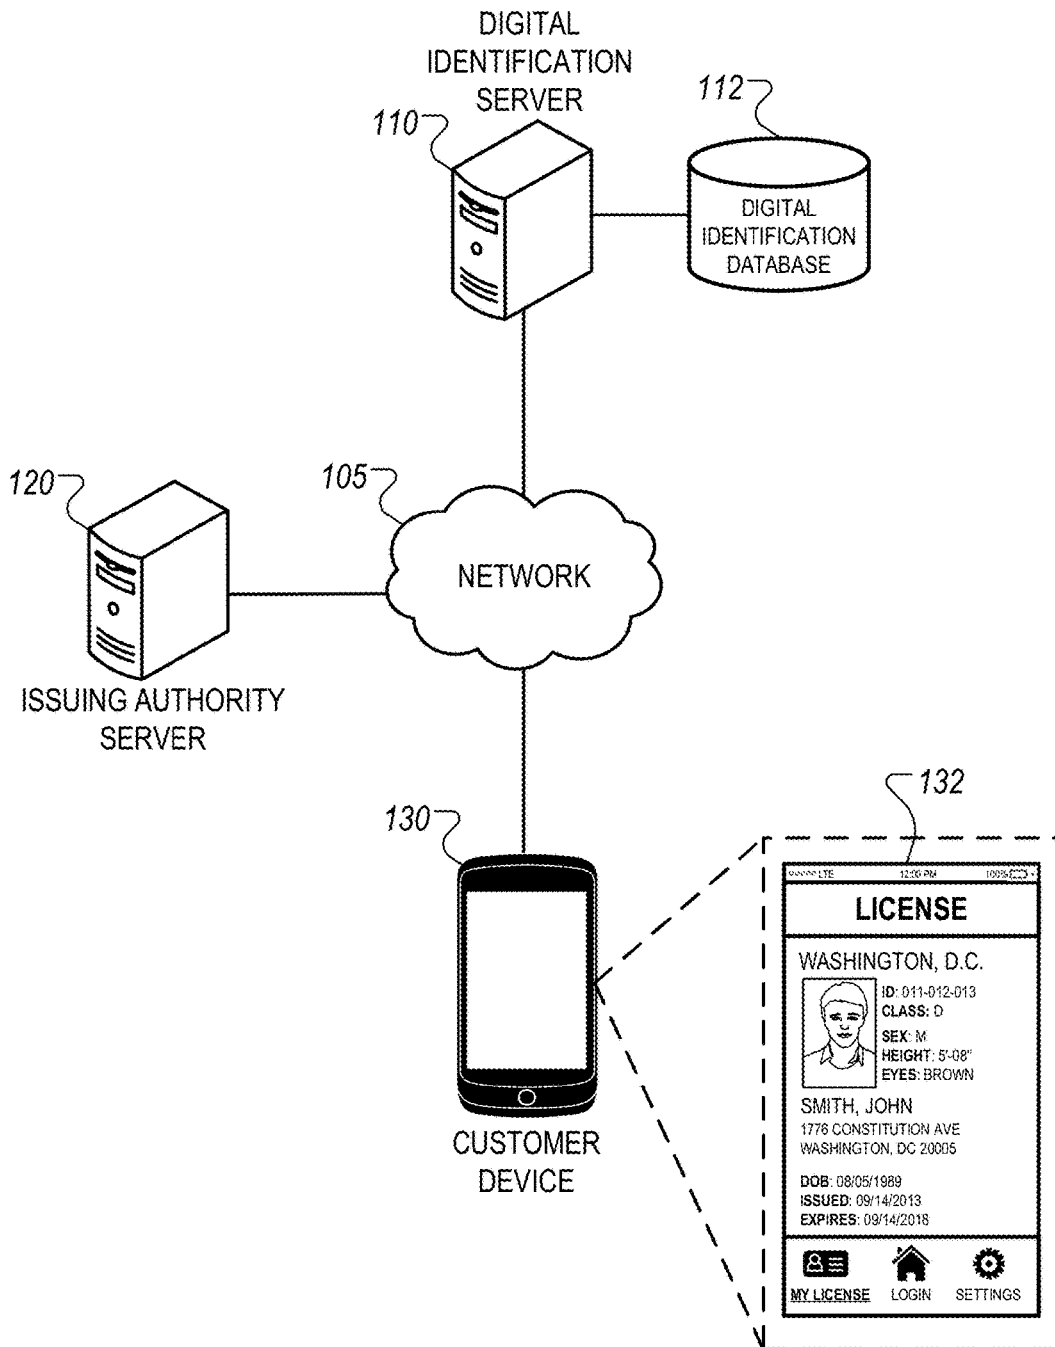 DIGITAL
IDENTIFICATION
SERVER
110
112
DIGITAL
IDENTIFICATION
DATABASE
120
105
NETWORK
ISSUING AUTHORITY
SERVER
130
132
CUSTOMER
DEVICE
LTE 12:00 PM 100%
LICENSE
WASHINGTON, D.C.
ID: 011-012-013
CLASS: D
SEX: M
HEIGHT: 5'-08"
EYES: BROWN
SMITH, JOHN
1776 CONSTITUTION AVE
WASHINGTON, DC 20005
DOB: 08/05/1989
ISSUED: 09/14/2013
EXPIRES: 09/14/2018
MY LICENSE LOGIN SETTINGS